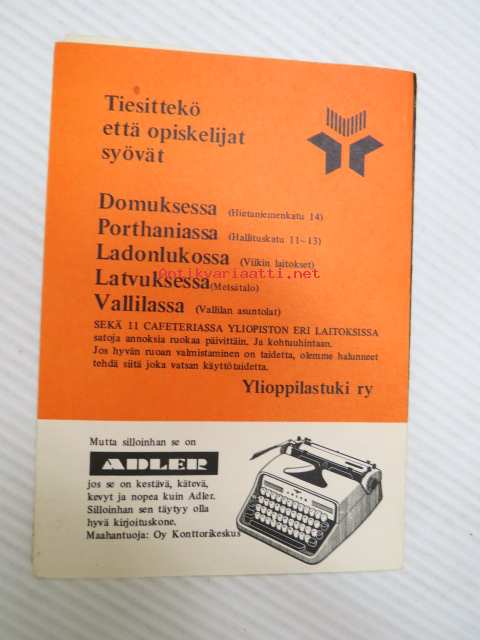 Tiesittekö
että opiskelijat
syövät
Domuksessa (Hietaniemenkatu 14)
Porthaniassa (Hallituskatu 11-13)
Ladonlukossa (Viikin laitokset)
Antikvariaatti.net
Latvuksessa (Metsätalo)
Vallilassa (Vallilan asuntolat)
SEKÄ 11 CAFETERIASSA YLIOPISTON ERI LAITOKSISSA
satoja annoksia ruokaa päivittäin. Ja kohtuuhintaan.
Jos hyvän ruoan valmistaminen on taidetta, olemme halunneet
tehdä siitä joka vatsan käyttötaidetta.
Ylioppilastuki ry
Mutta silloinhan se on
ADLER
jos se on kestävä, kätevä,
kevyt ja nopea kuin Adler.
Silloinhan sen täytyy olla
hyvä kirjoituskone.
Maahantuoja: Oy Konttorikeskus